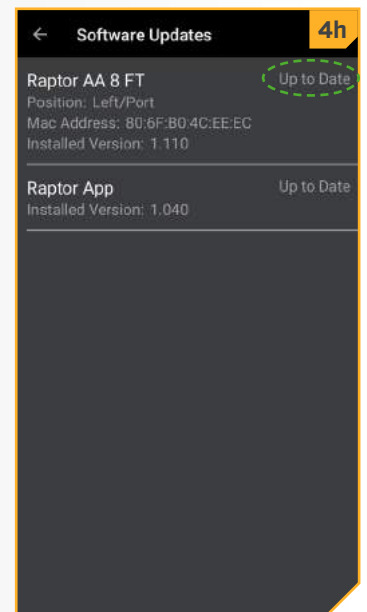 ← Software Updates
4h
Raptor AA 8 FT Up to Date
Position: Left/Port
Mac Address: 80:6F:B0:4C:EE:EC
Installed Version: 1.110
Raptor App Up to Date
Installed Version: 1.040